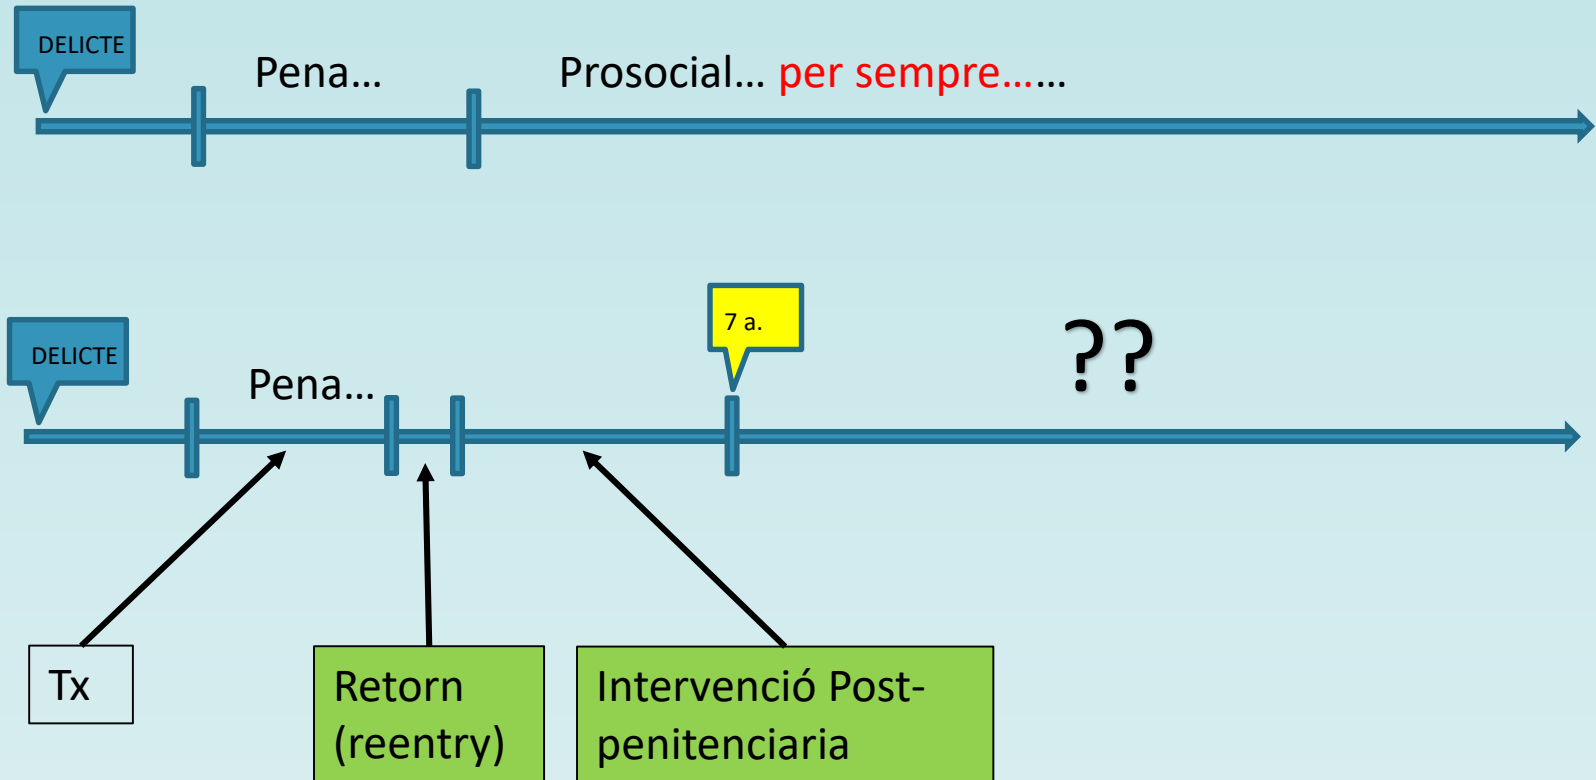 DELICTE
Pena... Prosocial... per sempre......
7 a.
??
DELICTE
Pena...
Tx
Retorn
(reentry)
Intervenció Post-
penitenciaria